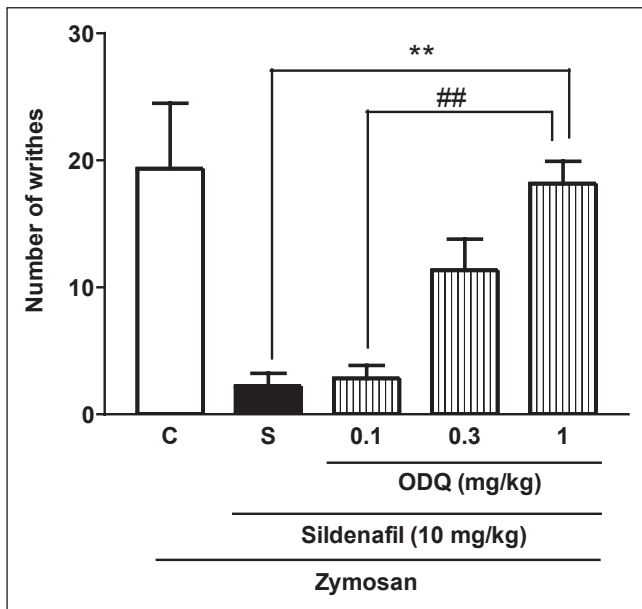 30
**
##
20
Number of writhes
10
0
C S 0.1 0.3 1
ODQ (mg/kg)
Sildenafil (10 mg/kg)
Zymosan